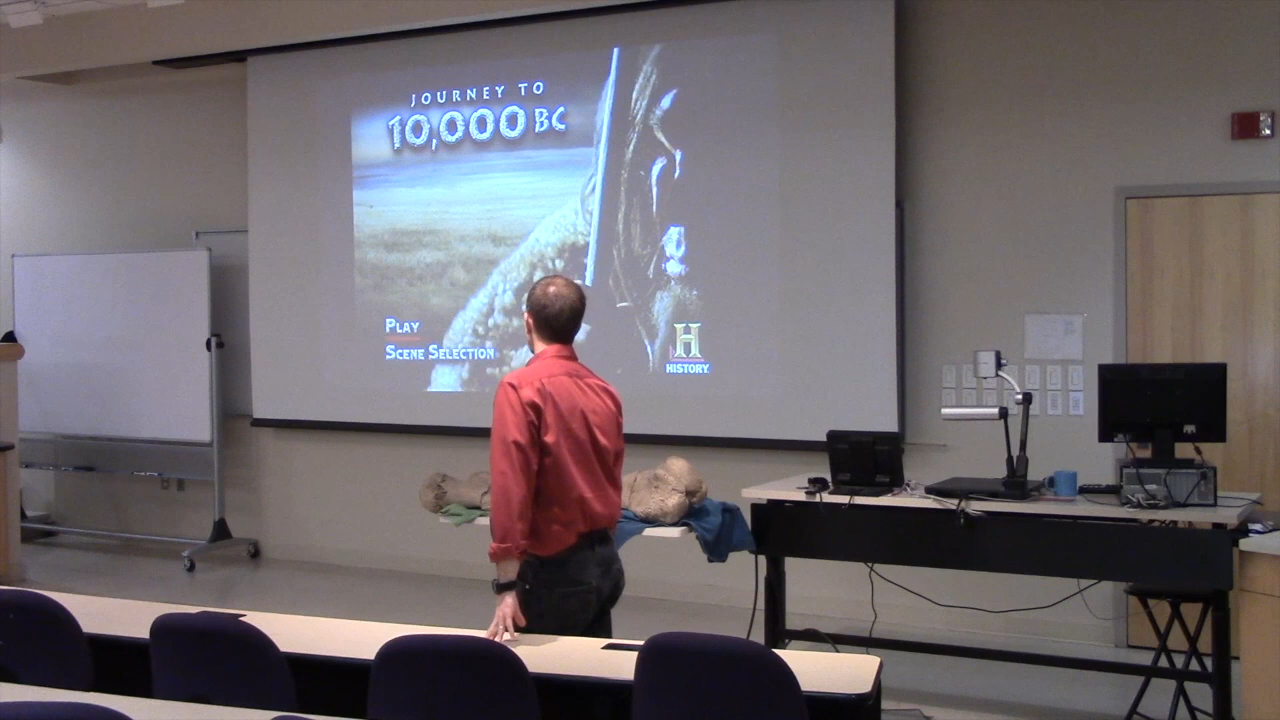 JOURNEY TO
10,000 BC
PLAY
SCENE SELECTION
H
HISTORY